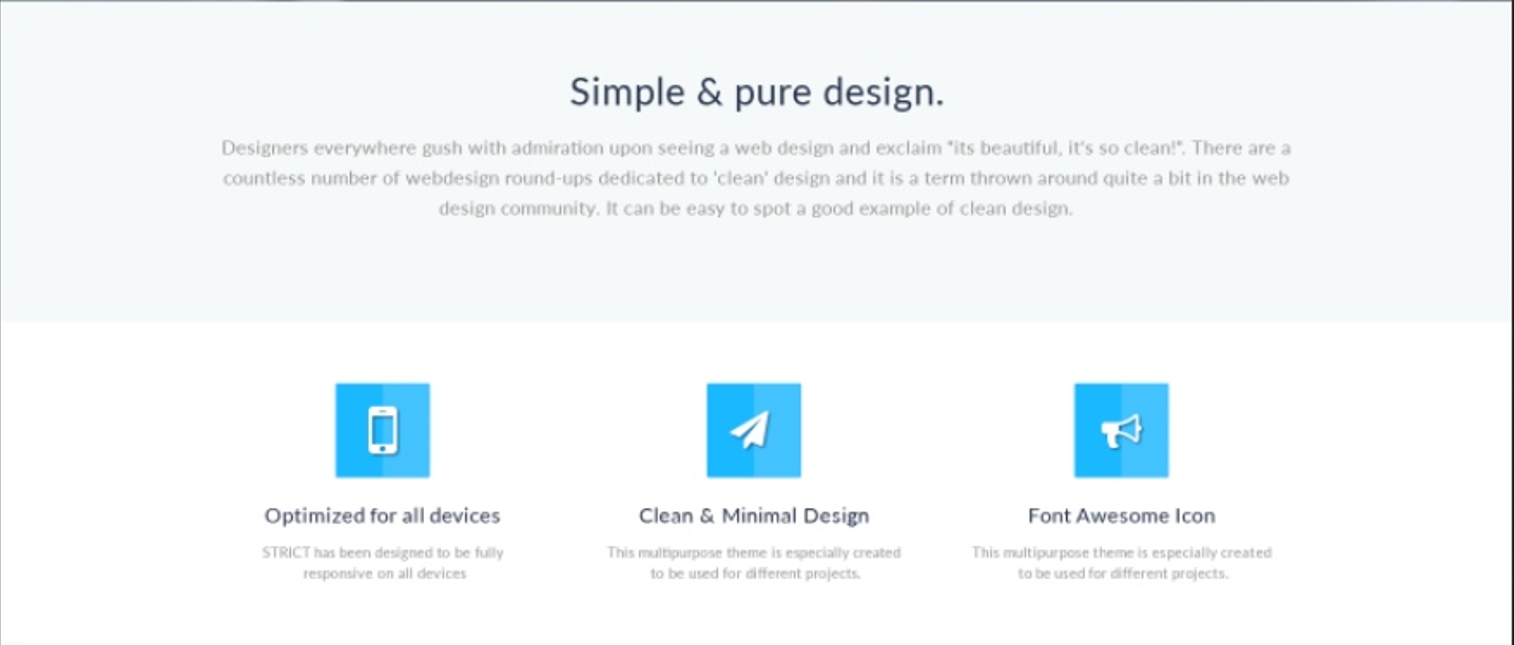 Simple & pure design.
Designers everywhere gush with admiration upon seeing a web design and exclaim "its beautiful, it's so clean!". There are a
countless number of webdesign round-ups dedicated to 'clean' design and it is a term thrown around quite a bit in the web
design community. It can be easy to spot a good example of clean design.
Optimized for all devices
STRICT has been designed to be fully
responsive on all devices
Clean & Minimal Design
This multipurpose theme is especially created
to be used for different projects.
Font Awesome Icon
This multipurpose theme is especially created
to be used for different projects.